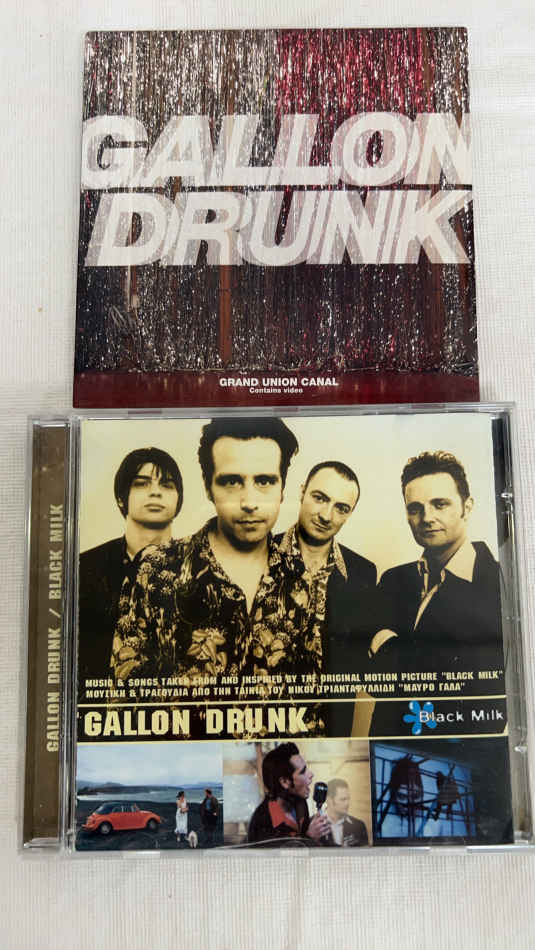 GALLON
DRUNK
GRAND UNION CANAL
Contains video
GALLON DRUNK / BLACK MILK
MUSIC & SONGS TAKEN FROM AND INSPIRED BY THE ORIGINAL MOTION PICTURE "BLACK MILK"
ΜΟΥΣΙΚΗ & ΤΡΑΓΟΥΔΙΑ ΑΠΟ ΤΗΝ ΤΑΙΝΙΑ ΤΟΥ ΝΙΚΟΥ ΤΡΙΑΝΤΑΦΥΛΛΙΔΗ "ΜΑΥΡΟ ΓΑΛΑ"
GALLON DRUNK
Black Milk